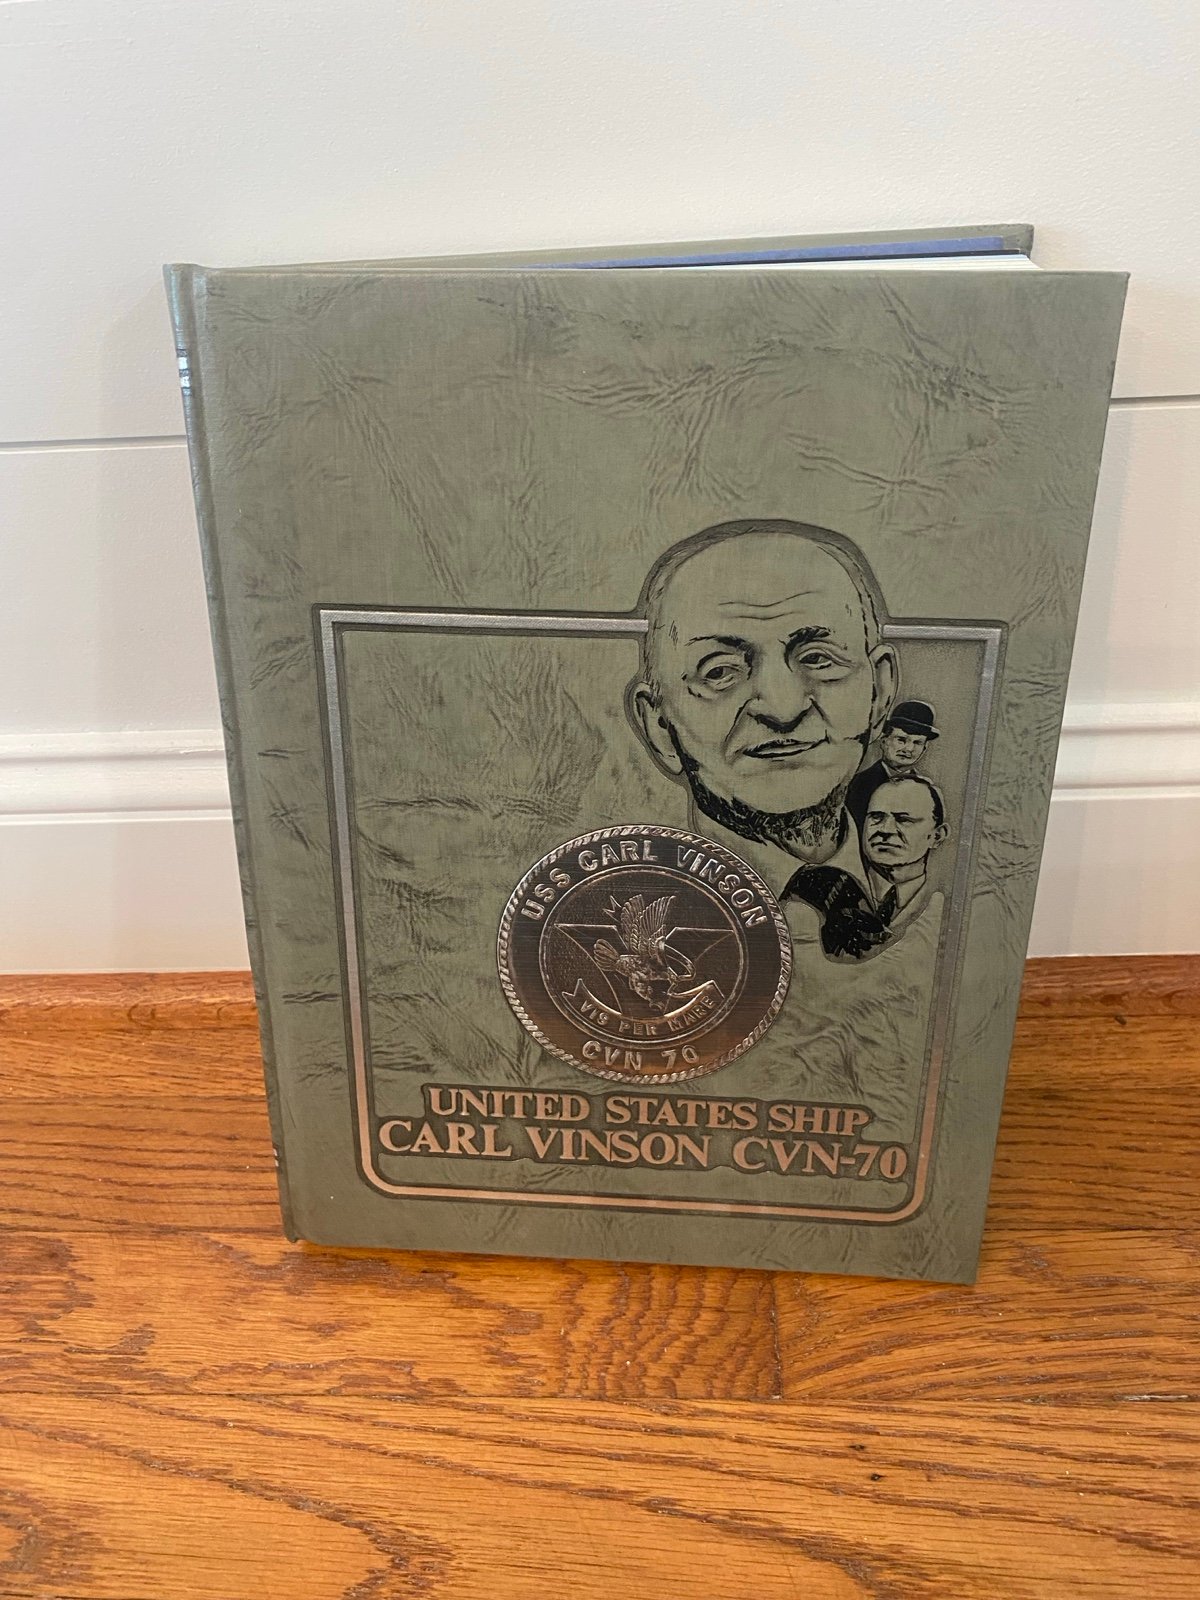 USS CARL VINSON
VIS PER MARE
CVN 70
UNITED STATES SHIP
CARL VINSON CVN-70